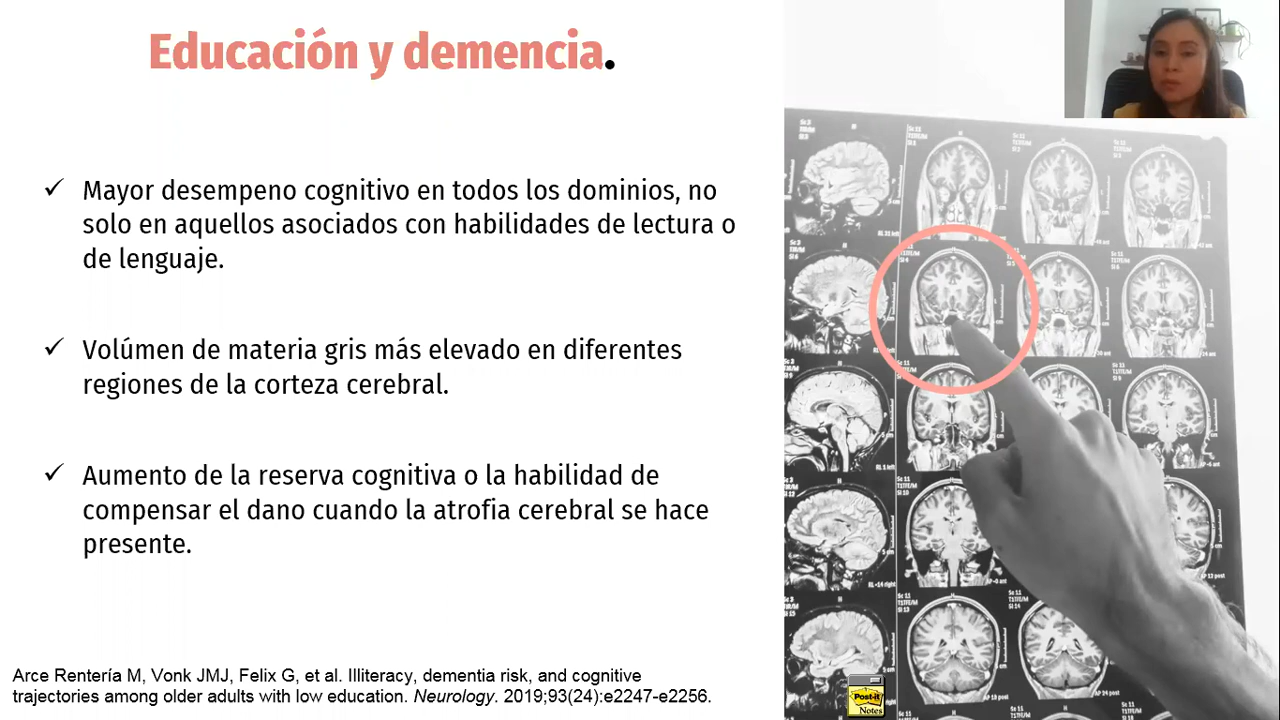 Educación y demencia.
✓ Mayor desempeno cognitivo en todos los dominios, no
solo en aquellos asociados con habilidades de lectura o
de lenguaje.
✓ Volúmen de materia gris más elevado en diferentes
regiones de la corteza cerebral.
✓ Aumento de la reserva cognitiva o la habilidad de
compensar el dano cuando la atrofia cerebral se hace
presente.
Arce Rentería M, Vonk JMJ, Felix G, et al. Illiteracy, dementia risk, and cognitive
trajectories among older adults with low education. Neurology. 2019;93(24):e2247-e2256.
Post-it
Notes